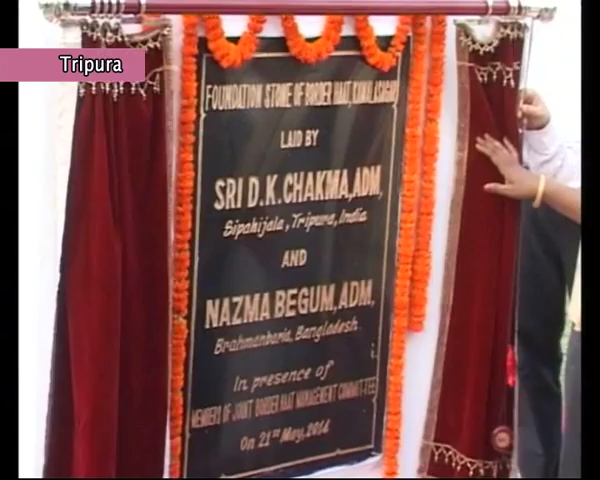 Tripura
FOUNDATION STONE OF BORDER HAAT, KAMALASAGAR
LAID BY
SRI D.K.CHAKMA, ADM,
Sipahijala, Tripura, India
AND
NAZMA BEGUM, ADM,
Brahmanbaria, Bangladesh.
In presence of
MEMBERS OF JOINT BORDER HAAT MANAGEMENT COMMITTEE
On 21ST May, 2014